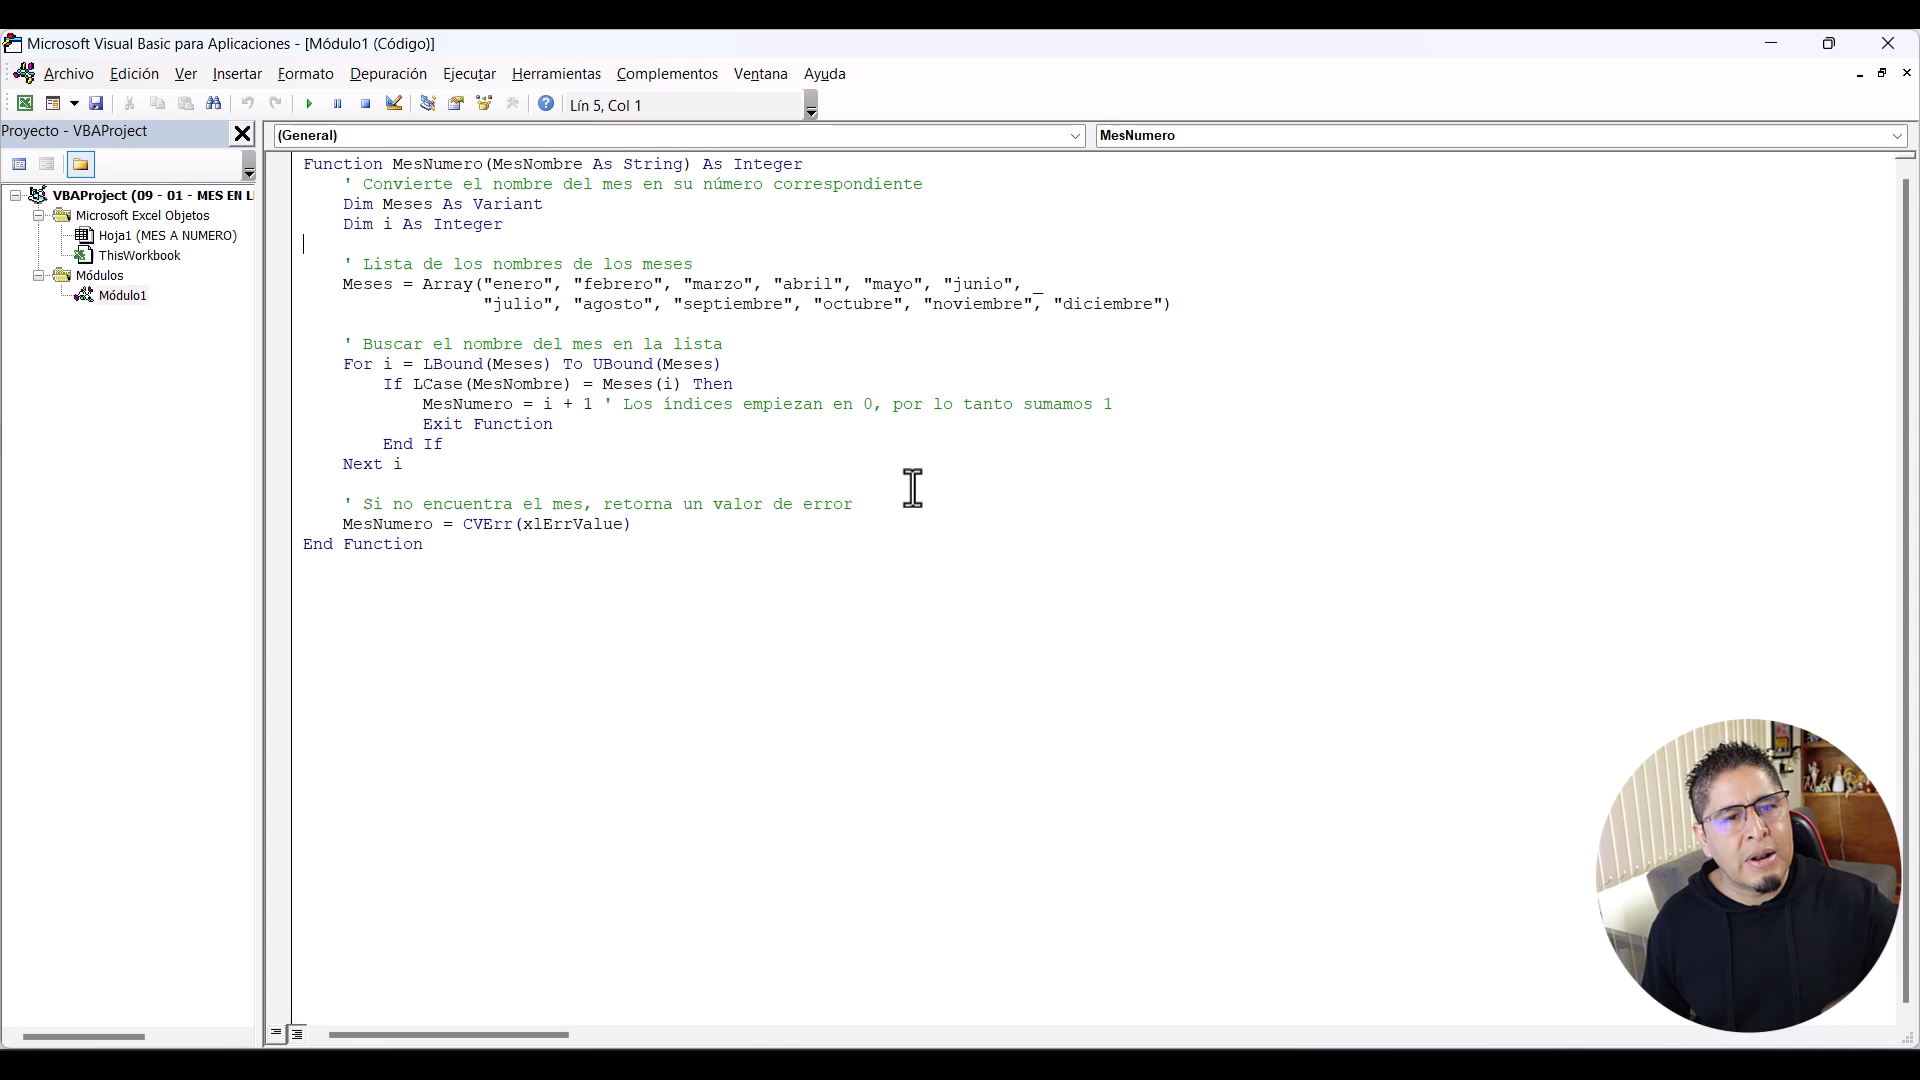 Microsoft Visual Basic para Aplicaciones - [Módulo1 (Código)]
Archivo Edición Ver Insertar Formato Depuración Ejecutar Herramientas Complementos Ventana Ayuda
Lín 5, Col 1
Proyecto - VBAProject
(General)
MesNumero
VBAProject (09 - 01 - MES EN L
Microsoft Excel Objetos
Hoja1 (MES A NUMERO)
ThisWorkbook
Módulos
Módulo1
Function MesNumero(MesNombre As String) As Integer
' Convierte el nombre del mes en su número correspondiente
Dim Meses As Variant
Dim i As Integer
' Lista de los nombres de los meses
Meses = Array("enero", "febrero", "marzo", "abril", "mayo", "junio", _
"julio", "agosto", "septiembre", "octubre", "noviembre", "diciembre")
' Buscar el nombre del mes en la lista
For i = LBound(Meses) To UBound(Meses)
If LCase(MesNombre) = Meses(i) Then
MesNumero = i + 1 ' Los índices empiezan en 0, por lo tanto sumamos 1
Exit Function
End If
Next i
' Si no encuentra el mes, retorna un valor de error
MesNumero = CVErr(xlErrValue)
End Function